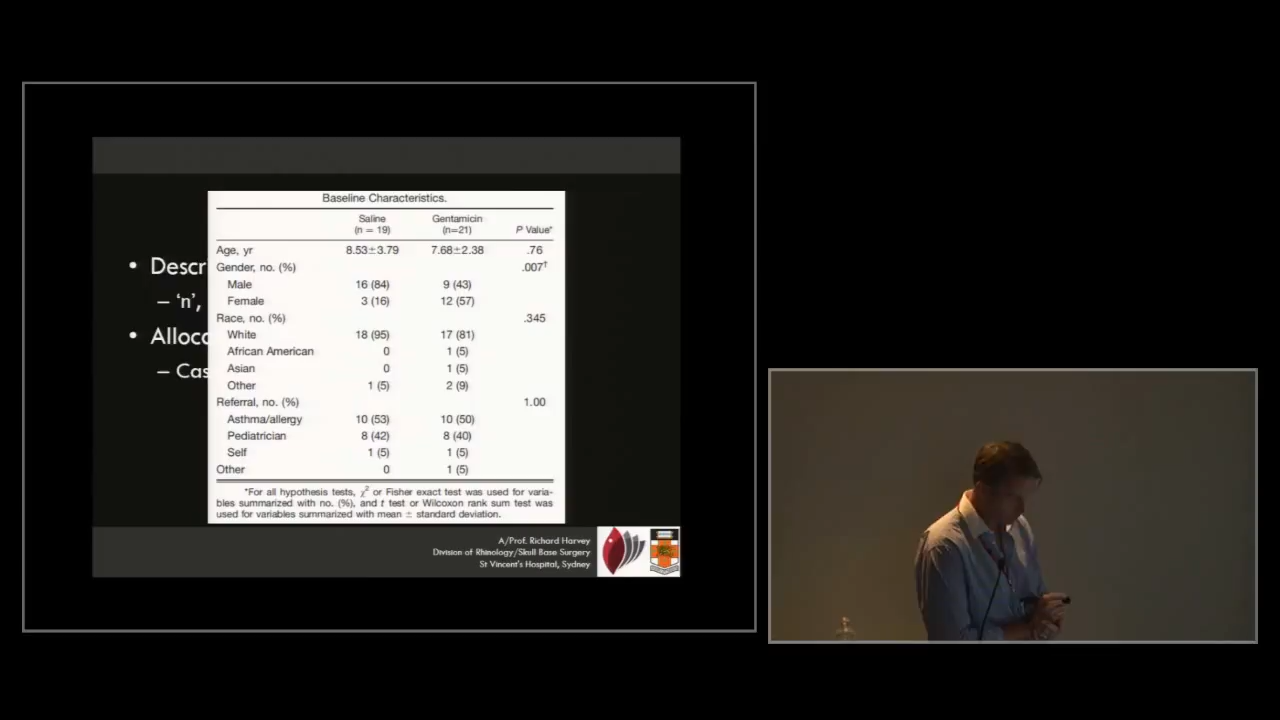 • Descr
– ‘n’,
• Alloca
– Cas
Baseline Characteristics.
Saline Gentamicin
(n = 19) (n=21) P Value*
Age, yr 8.53±3.79 7.68±2.38 .76
Gender, no. (%) .007†
Male 16 (84) 9 (43)
Female 3 (16) 12 (57)
Race, no. (%) .345
White 18 (95) 17 (81)
African American 0 1 (5)
Asian 0 1 (5)
Other 1 (5) 2 (9)
Referral, no. (%) 1.00
Asthma/allergy 10 (53) 10 (50)
Pediatrician 8 (42) 8 (40)
Self 1 (5) 1 (5)
Other 0 1 (5)
*For all hypothesis tests, χ² or Fisher exact test was used for varia-
bles summarized with no. (%), and t test or Wilcoxon rank sum test was
used for variables summarized with mean ± standard deviation.
A/Prof. Richard Harvey
Division of Rhinology/Skull Base Surgery
St Vincent's Hospital, Sydney